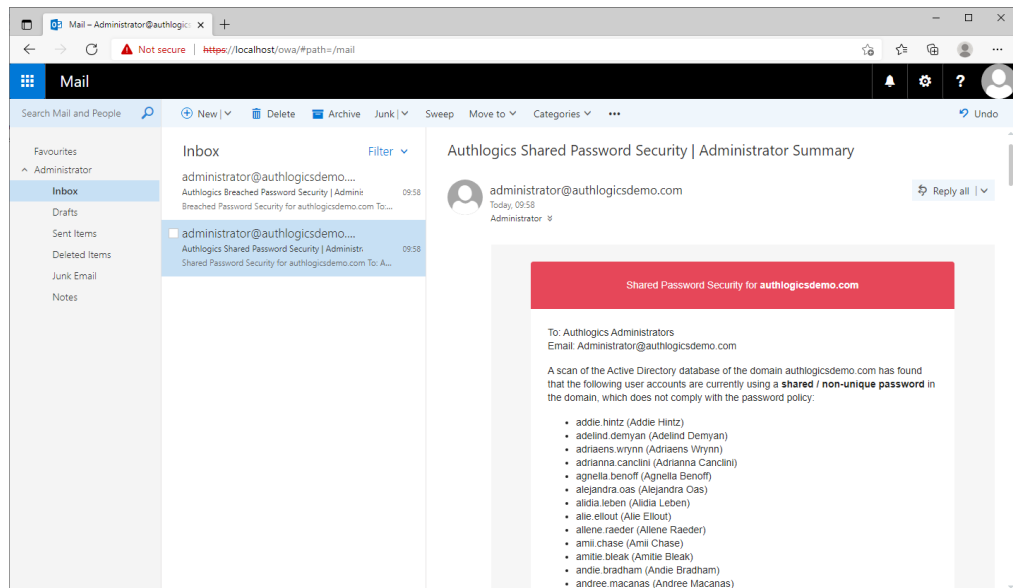 Mail – Administrator@authlogics
Not secure | https://localhost/owa/#path=/mail
Mail
?
Search Mail and People
New
Delete
Archive
Junk
Sweep
Move to
Categories
•••
Undo
Favourites
Administrator
Inbox
Drafts
Sent Items
Deleted Items
Junk Email
Notes
Inbox
Filter
administrator@authlogicsdemo....
Authlogics Breached Password Security | Adminis
09:58
Breached Password Security for authlogicsdemo.com To:...
administrator@authlogicsdemo....
Authlogics Shared Password Security | Administr
09:58
Shared Password Security for authlogicsdemo.com To: A...
Authlogics Shared Password Security | Administrator Summary
administrator@authlogicsdemo.com
Today, 09:58
Administrator
Reply all
Shared Password Security for authlogicsdemo.com
To: Authlogics Administrators
Email: Administrator@authlogicsdemo.com
A scan of the Active Directory database of the domain authlogicsdemo.com has found
that the following user accounts are currently using a shared / non-unique password in
the domain, which does not comply with the password policy:
• addie.hintz (Addie Hintz)
• adelind.demyan (Adelind Demyan)
• adriaens.wrynn (Adriaens Wrynn)
• adrianna.canclini (Adrianna Canclini)
• agnella.benoff (Agnella Benoff)
• alejandra.oas (Alejandra Oas)
• alidia.leben (Alidia Leben)
• alie.ellout (Alie Ellout)
• allene.raeder (Allene Raeder)
• amii.chase (Amii Chase)
• amitie.bleak (Amitie Bleak)
• andie.bradham (Andie Bradham)
• andree.macanas (Andree Macanas)